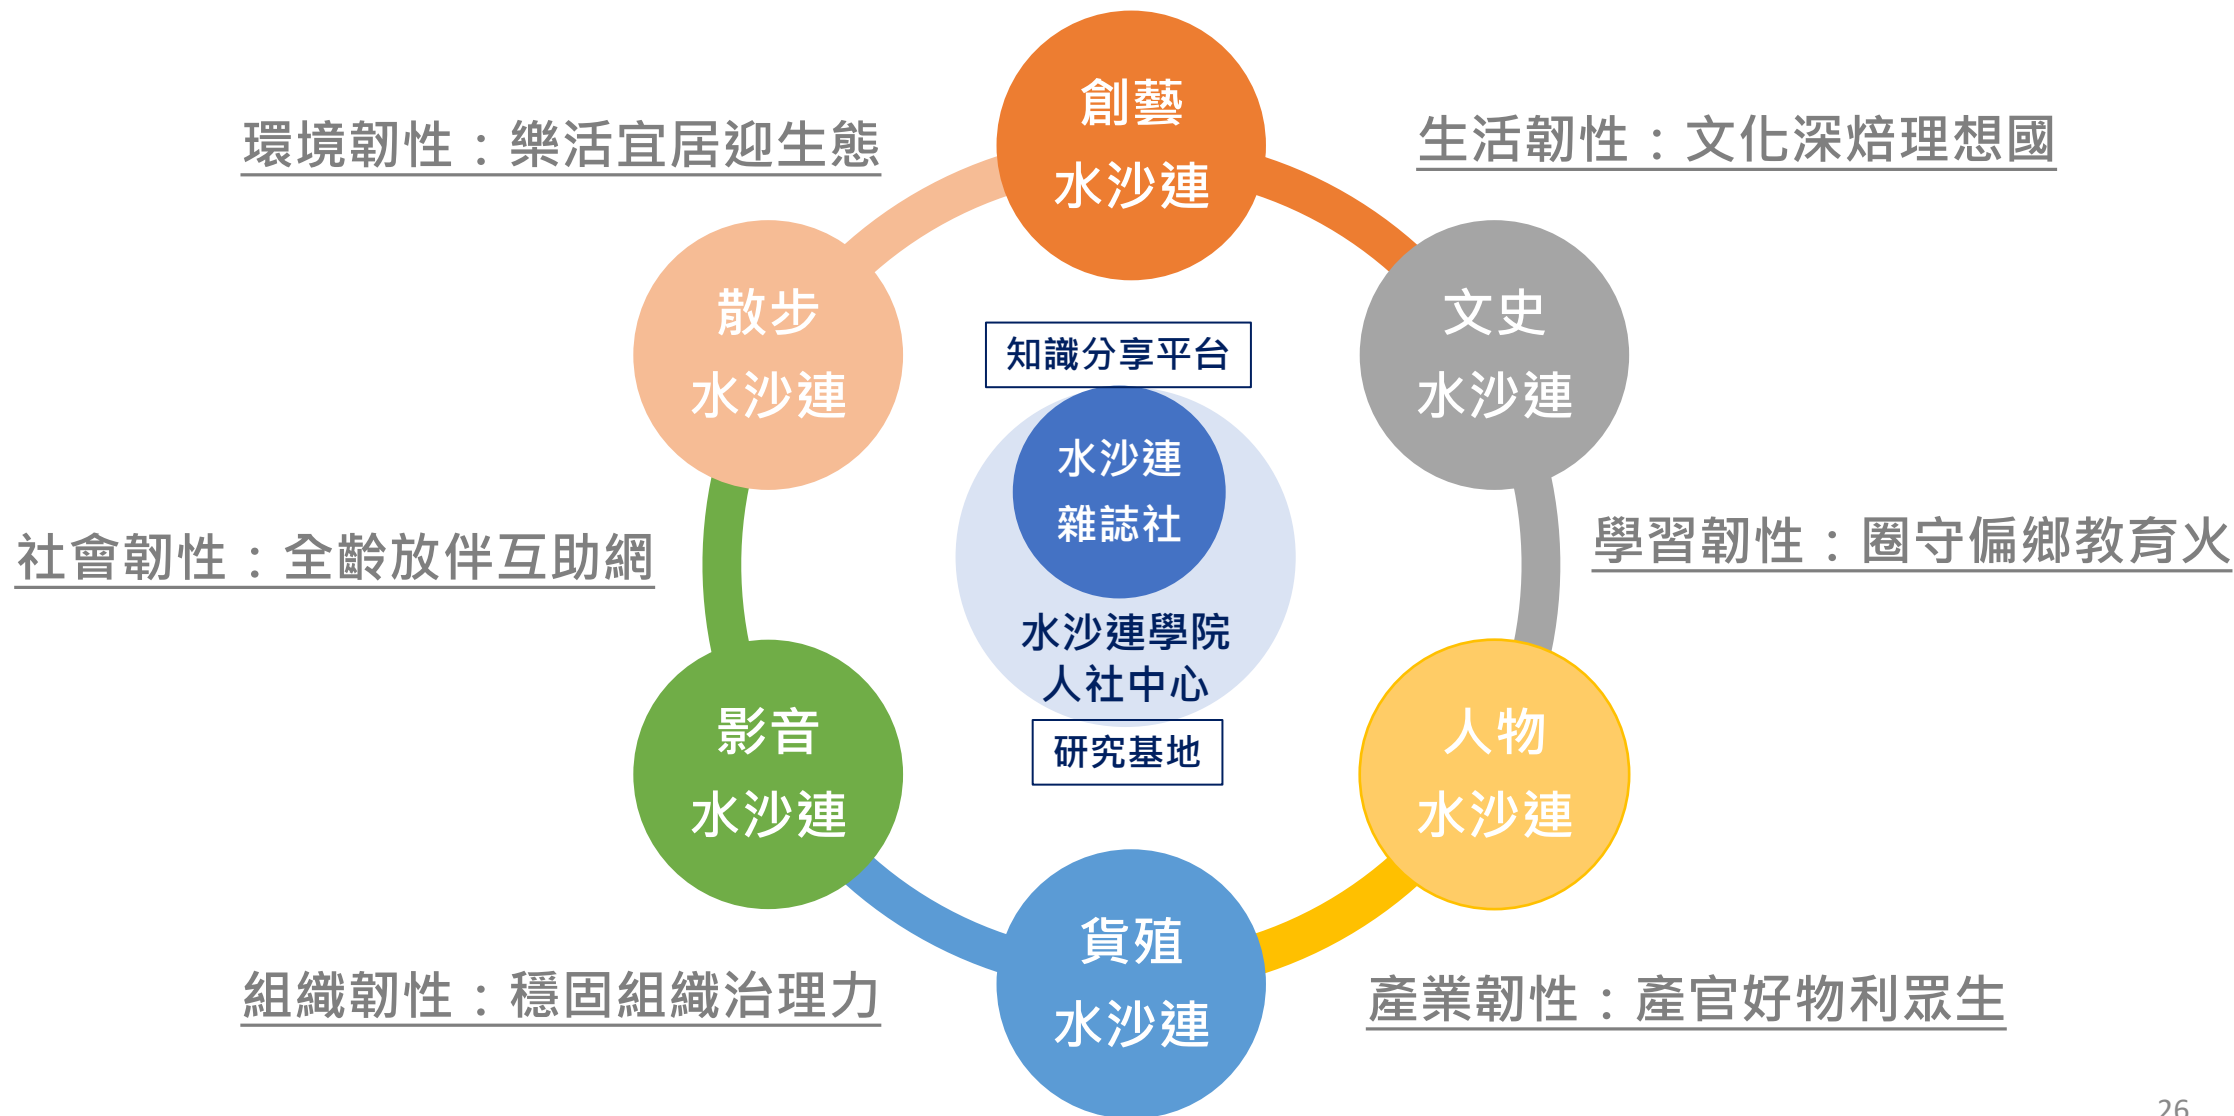 創藝
水沙連
環境韌性：樂活宜居迎生態
生活韌性：文化深焙理想國
散步
水沙連
文史
水沙連
知識分享平台
水沙連
雜誌社
社會韌性：全齡放伴互助網
學習韌性：圈守偏鄉教育火
水沙連學院
人社中心
研究基地
影音
水沙連
人物
水沙連
貨殖
水沙連
組織韌性：穩固組織治理力
產業韌性：產官好物利眾生
26